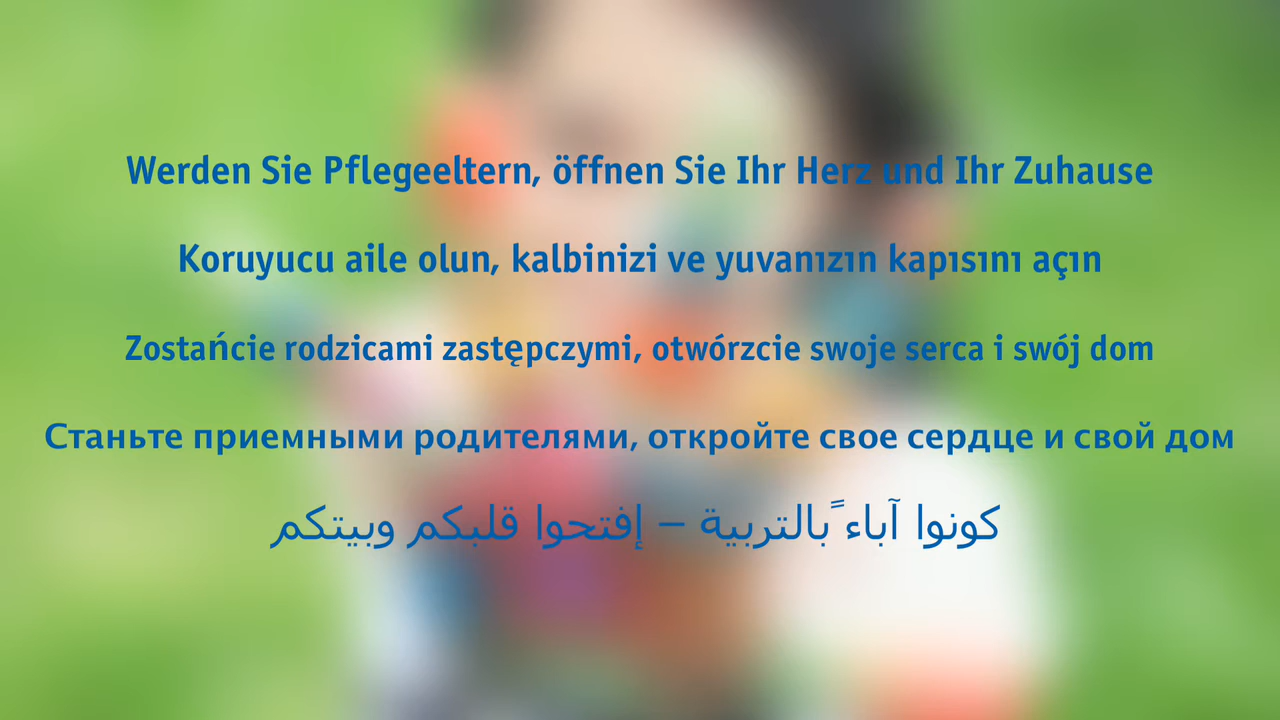 Werden Sie Pflegeeltern, öffnen Sie Ihr Herz und Ihr Zuhause
Koruyucu aile olun, kalbinizi ve yuvanızın kapısını açın
Zostańcie rodzicami zastępczymi, otwórzcie swoje serca i swój dom
Станьте приемными родителями, откройте свое сердце и свой дом
كونوا آباء ًبالتربية – إفتحوا قلبكم وبيتكم